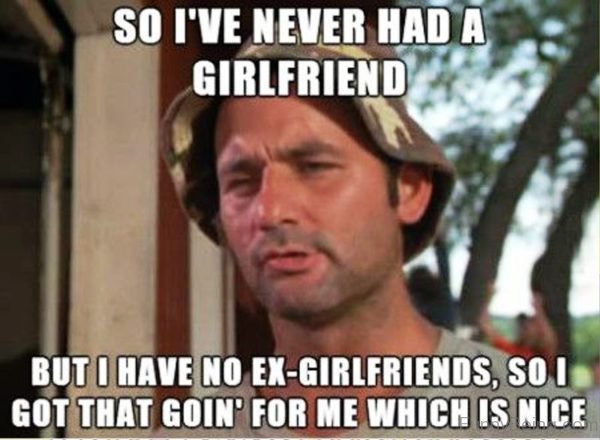 SO I'VE NEVER HAD A
GIRLFRIEND
BUT I HAVE NO EX-GIRLFRIENDS, SO I
GOT THAT GOIN' FOR ME WHICH IS NICE